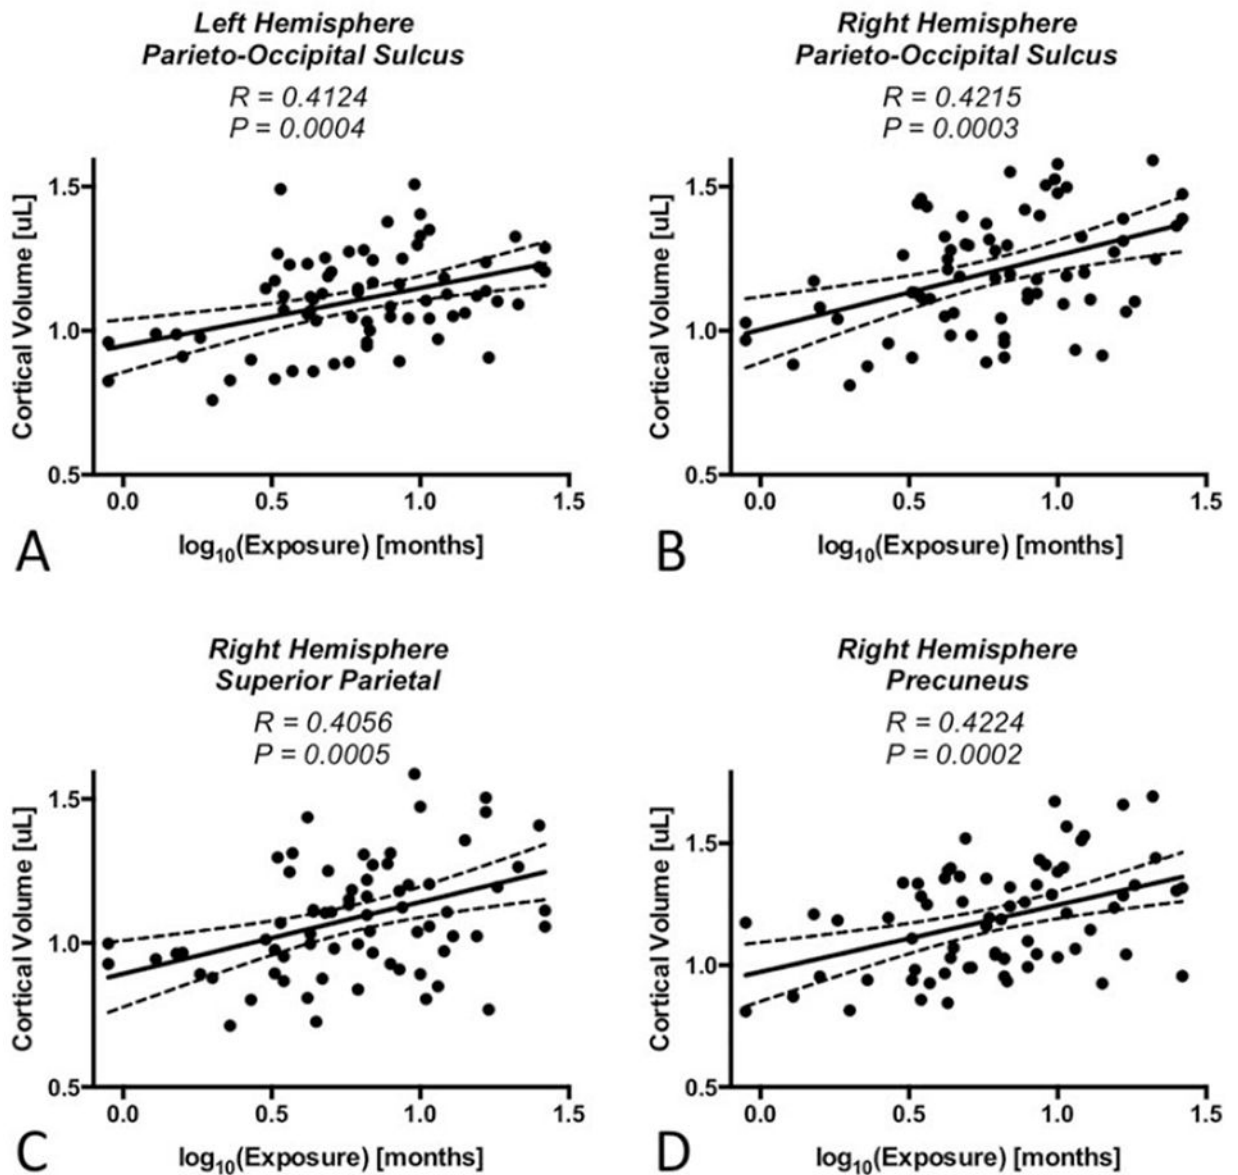 Left Hemisphere
Parieto-Occipital Sulcus
R = 0.4124
P = 0.0004
Cortical Volume [uL]
1.5
1.0
0.5
0.0 0.5 1.0 1.5
log₁₀(Exposure) [months]
A
Right Hemisphere
Parieto-Occipital Sulcus
R = 0.4215
P = 0.0003
Cortical Volume [uL]
1.5
1.0
0.5
0.0 0.5 1.0 1.5
log₁₀(Exposure) [months]
B
Right Hemisphere
Superior Parietal
R = 0.4056
P = 0.0005
Cortical Volume [uL]
1.5
1.0
0.5
0.0 0.5 1.0 1.5
log₁₀(Exposure) [months]
C
Right Hemisphere
Precuneus
R = 0.4224
P = 0.0002
Cortical Volume [uL]
1.5
1.0
0.5
0.0 0.5 1.0 1.5
log₁₀(Exposure) [months]
D